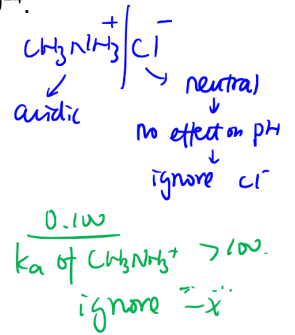 CH3NH3+ | Cl-
acidic
neutral
no effect on pH
ignore Cl-
0.100
Ka of CH3NH3+ >100.
ignore "-x".